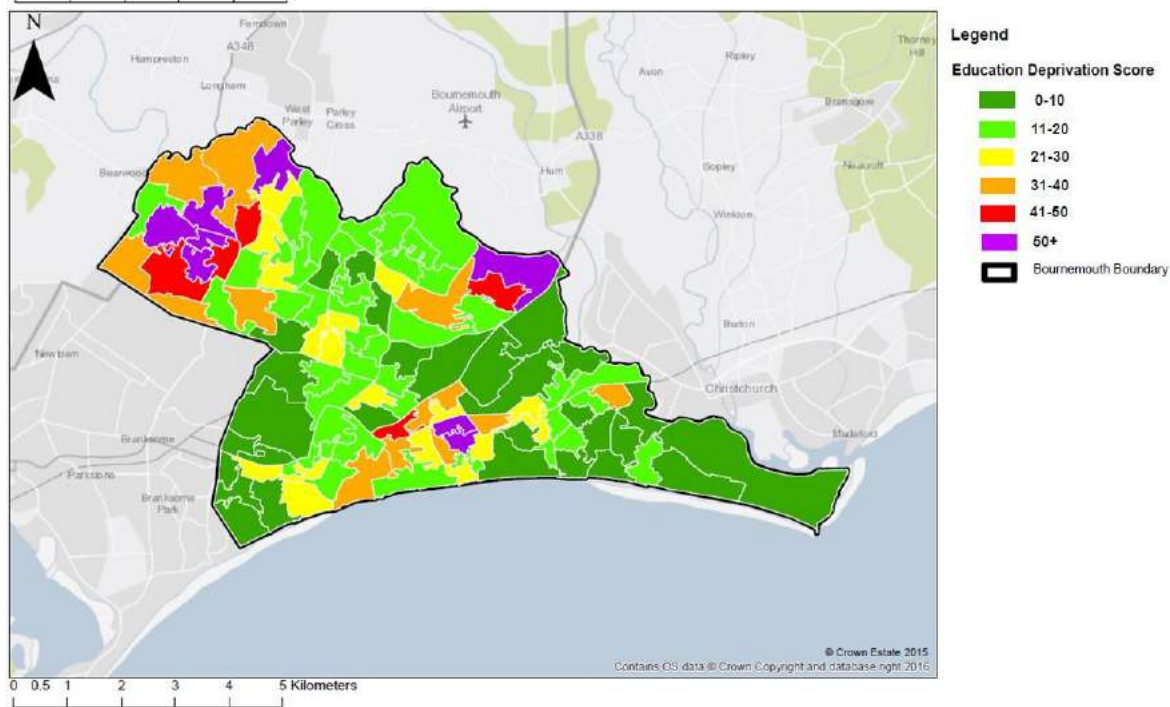 N
Ferndown
A348
Hampreston
Longham
West
Parley
Parley
Cross
Bournemouth
Airport
Bearwood
A338
Hurn
Avon
Ripley
Thorney
Hill
Bransgore
Sopley
Neacroft
Winkton
Burton
Newtown
Christchurch
Mudeford
Branksome
Parkstone
Branksome
Park
© Crown Estate 2015
Contains OS data © Crown Copyright and database right 2016
0 0.5 1 2 3 4 5 Kilometers
Legend
Education Deprivation Score
0-10
11-20
21-30
31-40
41-50
50+
Bournemouth Boundary